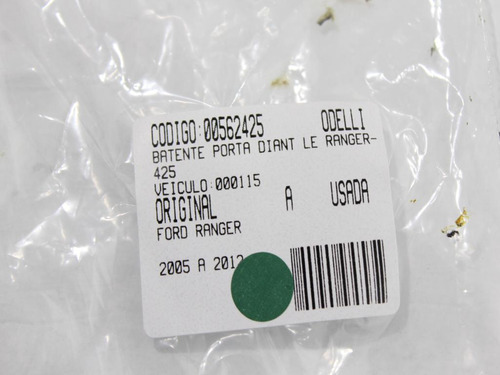 CODIGO:00562425 ODELLI
BATENTE PORTA DIANT LE RANGER-
425
VEICULO:000115
ORIGINAL A USADA
FORD RANGER
2005 A 2012